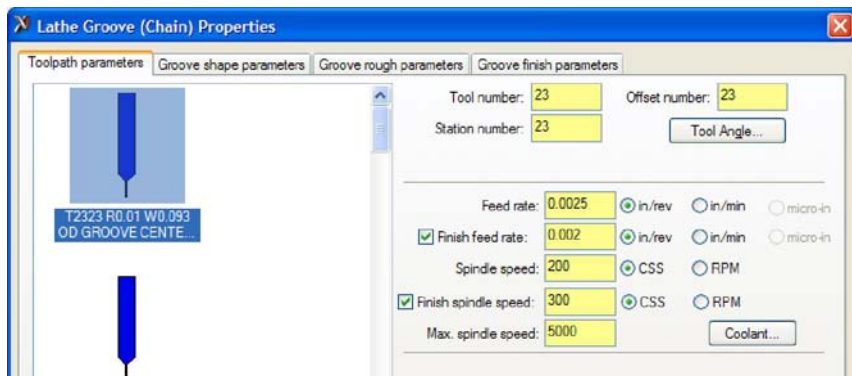 Lathe Groove (Chain) Properties
Toolpath parameters Groove shape parameters Groove rough parameters Groove finish parameters
Tool number: 23 Offset number: 23
Station number: 23 Tool Angle...
T2323 R0.01 W0.093
OD GROOVE CENTE...
Feed rate: 0.0025 in/rev in/min micro-in
Finish feed rate: 0.002 in/rev in/min micro-in
Spindle speed: 200 CSS RPM
Finish spindle speed: 300 CSS RPM
Max. spindle speed: 5000 Coolant...